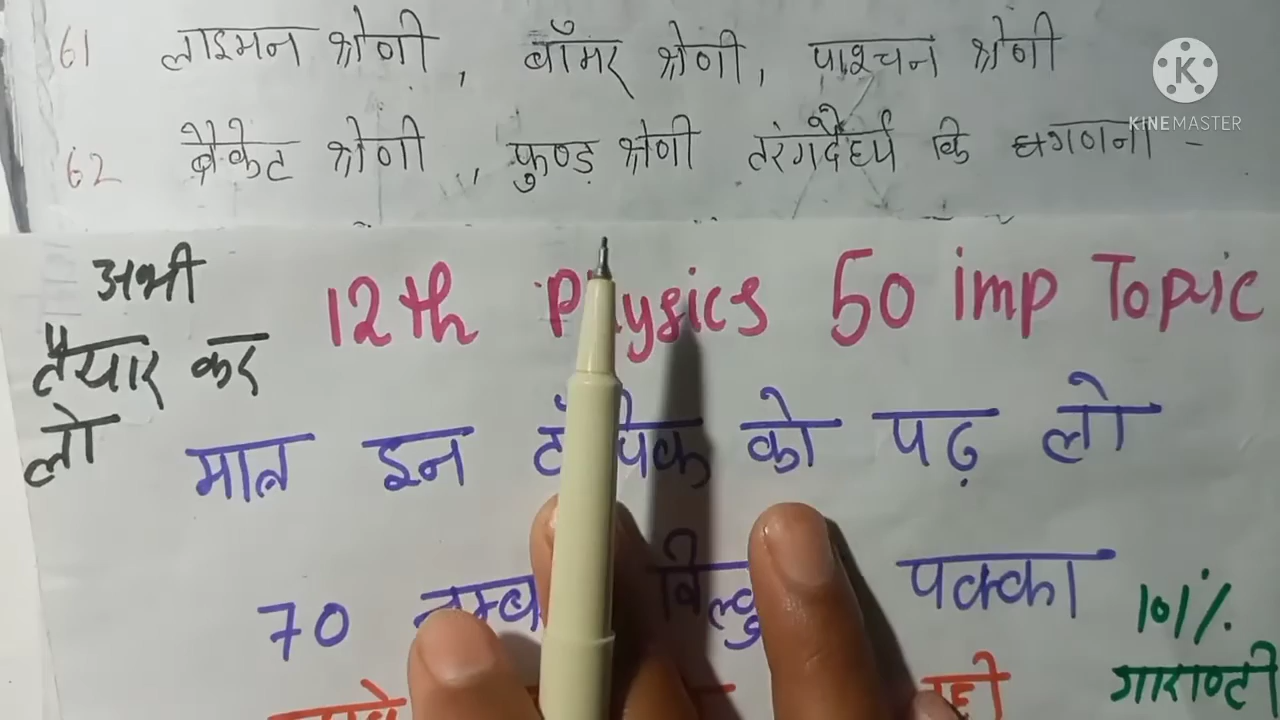 61 लाइमन श्रेणी, बॉमर श्रेणी, पाश्चन श्रेणी
62 ब्रैकेट श्रेणी, फुण्ड़ श्रेणी तरंगदैर्घ्य कि
K
KINEMASTER
अभी
तैयार कर
लो
12th Physics 50 imp Topic
मात्र इन टॉपिक को पढ़ लो
70 पक्का
101%
गाराण्टी